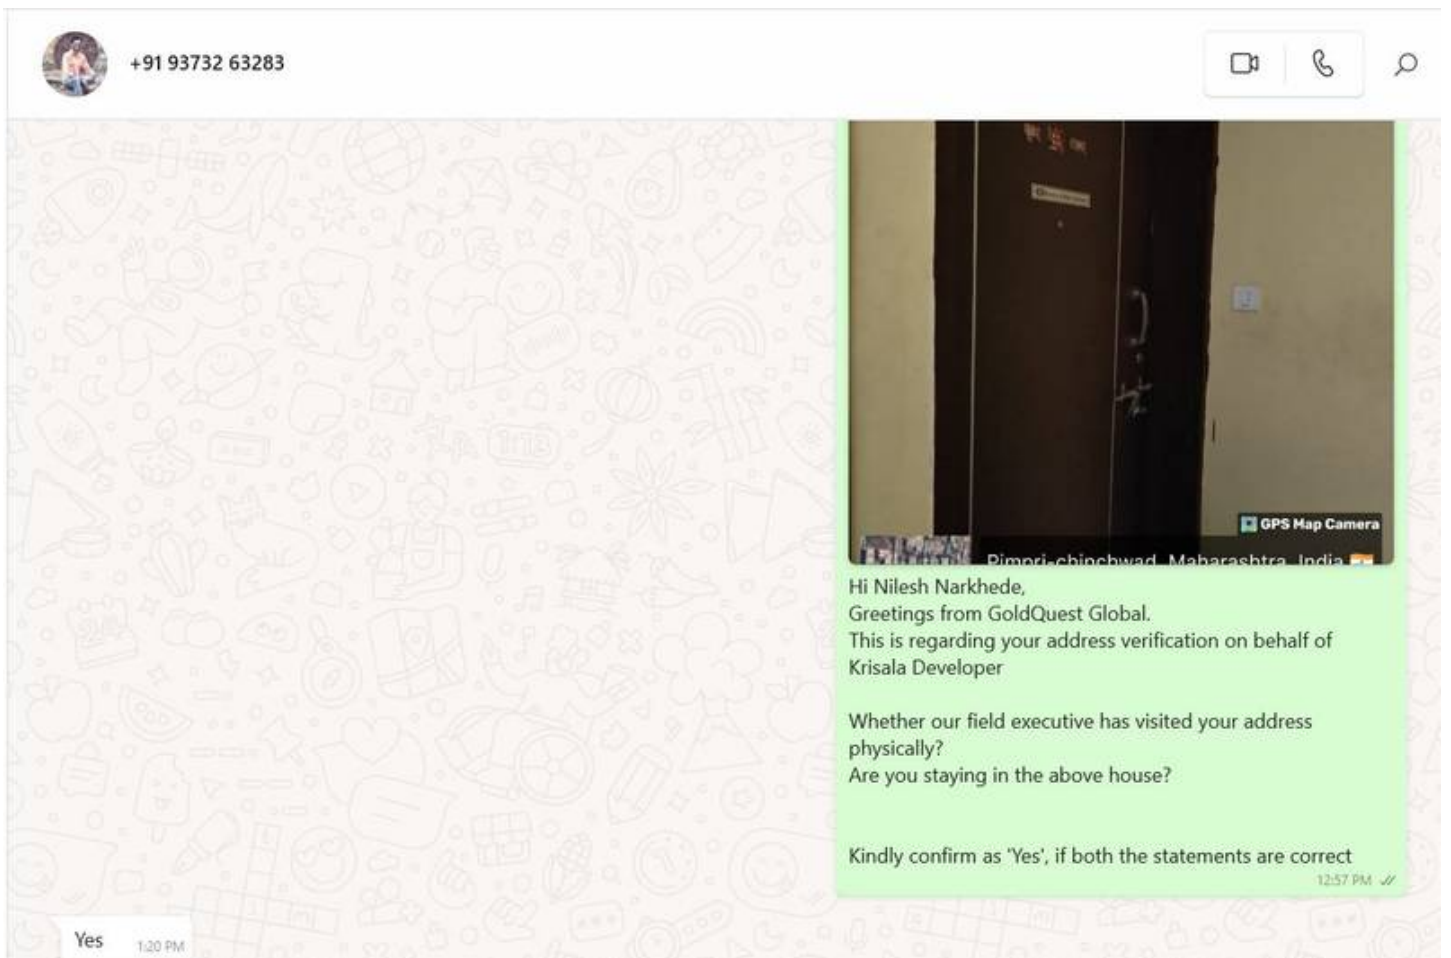 +91 93732 63283
GPS Map Camera
Pimpri-chinchwad, Maharashtra, India
Hi Nilesh Narkhede,
Greetings from GoldQuest Global.
This is regarding your address verification on behalf of
Krisala Developer
Whether our field executive has visited your address
physically?
Are you staying in the above house?
Kindly confirm as 'Yes', if both the statements are correct
12:57 PM
Yes
1:20 PM